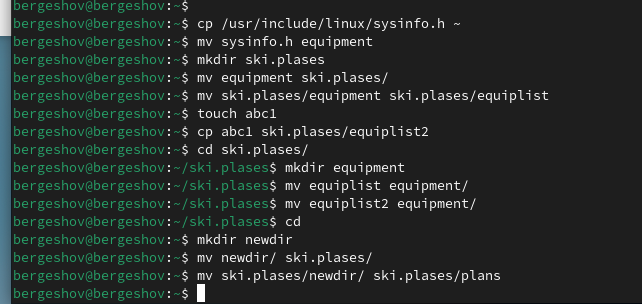 bergeshov@bergeshov:~$
bergeshov@bergeshov:~$ cp /usr/include/linux/sysinfo.h ~
bergeshov@bergeshov:~$ mv sysinfo.h equipment
bergeshov@bergeshov:~$ mkdir ski.plases
bergeshov@bergeshov:~$ mv equipment ski.plases/
bergeshov@bergeshov:~$ mv ski.plases/equipment ski.plases/equiplist
bergeshov@bergeshov:~$ touch abc1
bergeshov@bergeshov:~$ cp abc1 ski.plases/equiplist2
bergeshov@bergeshov:~$ cd ski.plases/
bergeshov@bergeshov:~/ski.plases$ mkdir equipment
bergeshov@bergeshov:~/ski.plases$ mv equiplist equipment/
bergeshov@bergeshov:~/ski.plases$ mv equiplist2 equipment/
bergeshov@bergeshov:~/ski.plases$ cd
bergeshov@bergeshov:~$ mkdir newdir
bergeshov@bergeshov:~$ mv newdir/ ski.plases/
bergeshov@bergeshov:~$ mv ski.plases/newdir/ ski.plases/plans
bergeshov@bergeshov:~$